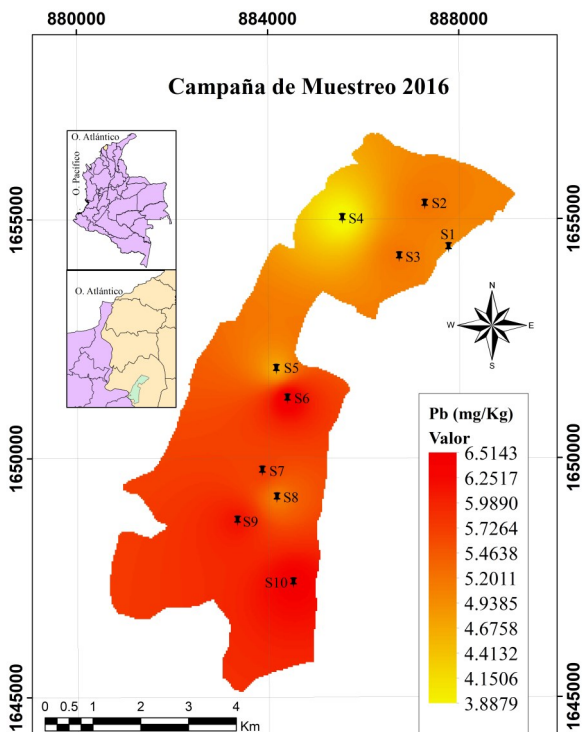 880000 884000 888000
Campaña de Muestreo 2016
O. Atlántico
O. Pacífico
O. Atlántico
1655000
1650000
1645000
1655000
1650000
1645000
S2
S4
S1
S3
S5
S6
S7
S8
S9
S10
N
W E
S
Pb (mg/Kg)
Valor
6.5143
6.2517
5.9890
5.7264
5.4638
5.2011
4.9385
4.6758
4.4132
4.1506
3.8879
0 0.5 1 2 3 4
Km